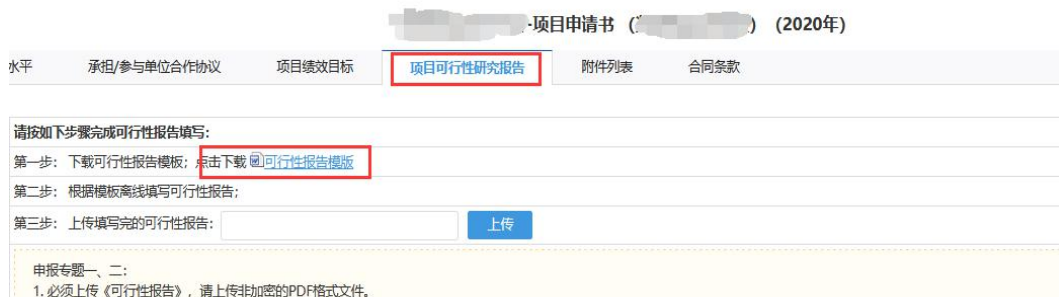 -项目申请书 (                ) (2020年)
水平 承担/参与单位合作协议 项目绩效目标 项目可行性研究报告 附件列表 合同条款
请按如下步骤完成可行性报告填写:
第一步: 下载可行性报告模板; 点击下载 可行性报告模版
第二步: 根据模板离线填写可行性报告;
第三步: 上传填写完的可行性报告: 上传
申报专题一、二:
1. 必须上传《可行性报告》, 请上传非加密的PDF格式文件。